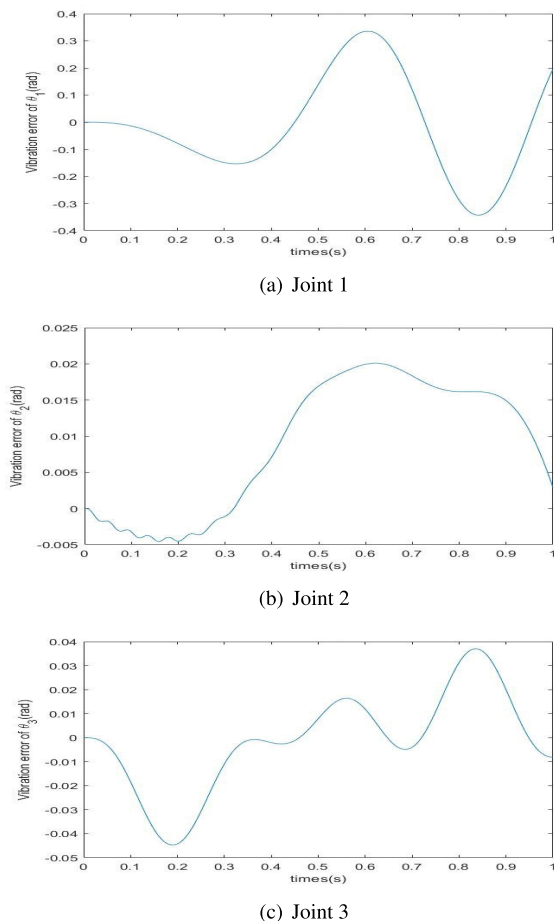 0.4
0.3
0.2
0.1
0
-0.1
-0.2
-0.3
-0.4
Vibration error of θ1(rad)
0 0.1 0.2 0.3 0.4 0.5 0.6 0.7 0.8 0.9 1
times(s)
(a) Joint 1
0.025
0.02
0.015
0.01
0.005
0
-0.005
Vibration error of θ2(rad)
0 0.1 0.2 0.3 0.4 0.5 0.6 0.7 0.8 0.9 1
times(s)
(b) Joint 2
0.04
0.03
0.02
0.01
0
-0.01
-0.02
-0.03
-0.04
-0.05
Vibration error of θ3(rad)
0 0.1 0.2 0.3 0.4 0.5 0.6 0.7 0.8 0.9 1
times(s)
(c) Joint 3